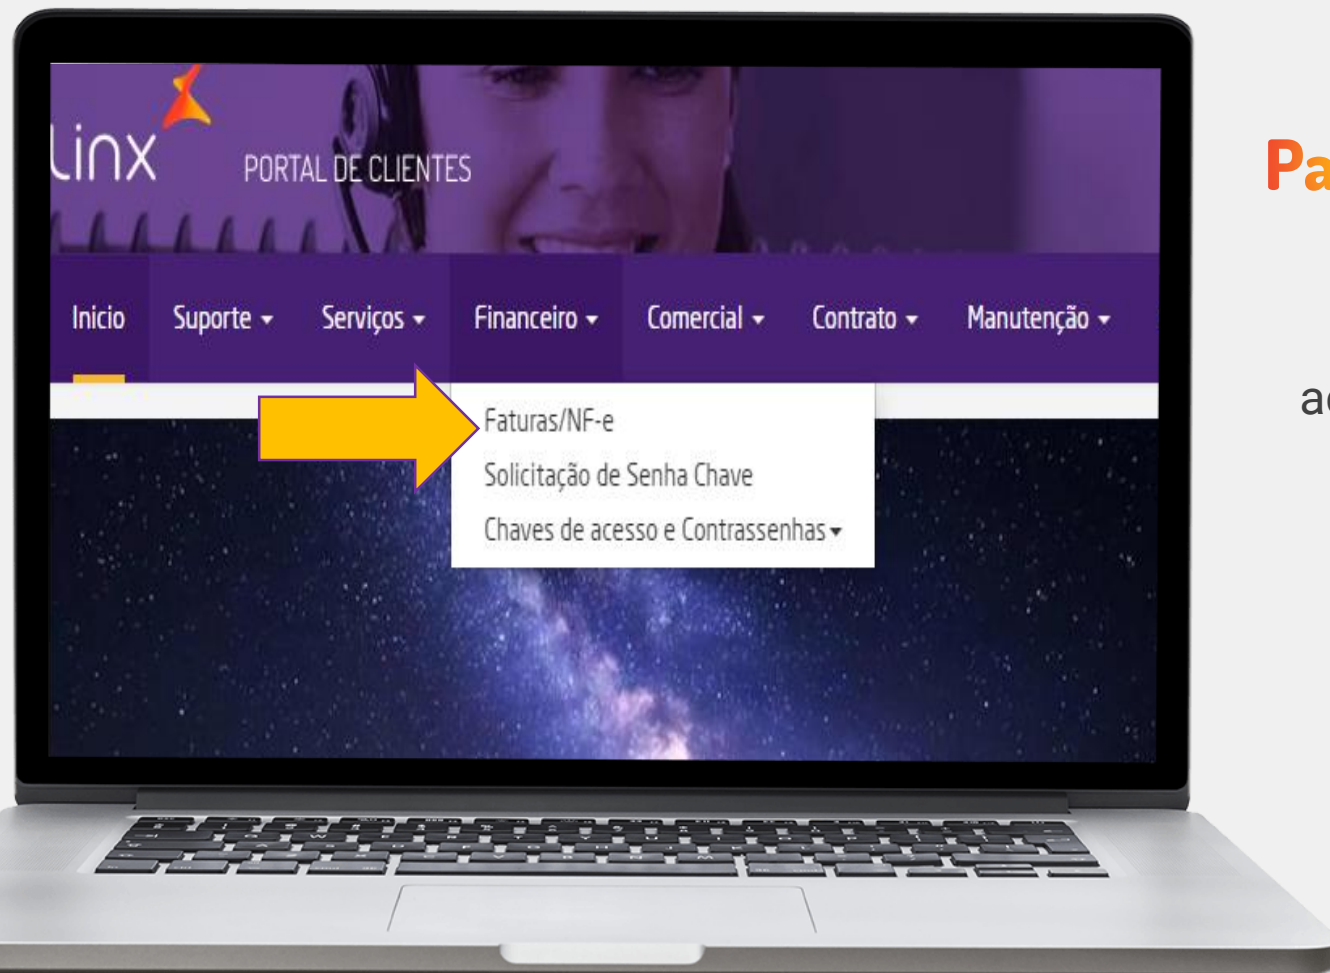 Linx
PORTAL DE CLIENTES
Inicio Suporte Serviços Financeiro Comercial Contrato Manutenção
Faturas/NF-e
Solicitação de Senha Chave
Chaves de acesso e Contrassenhas
Pa